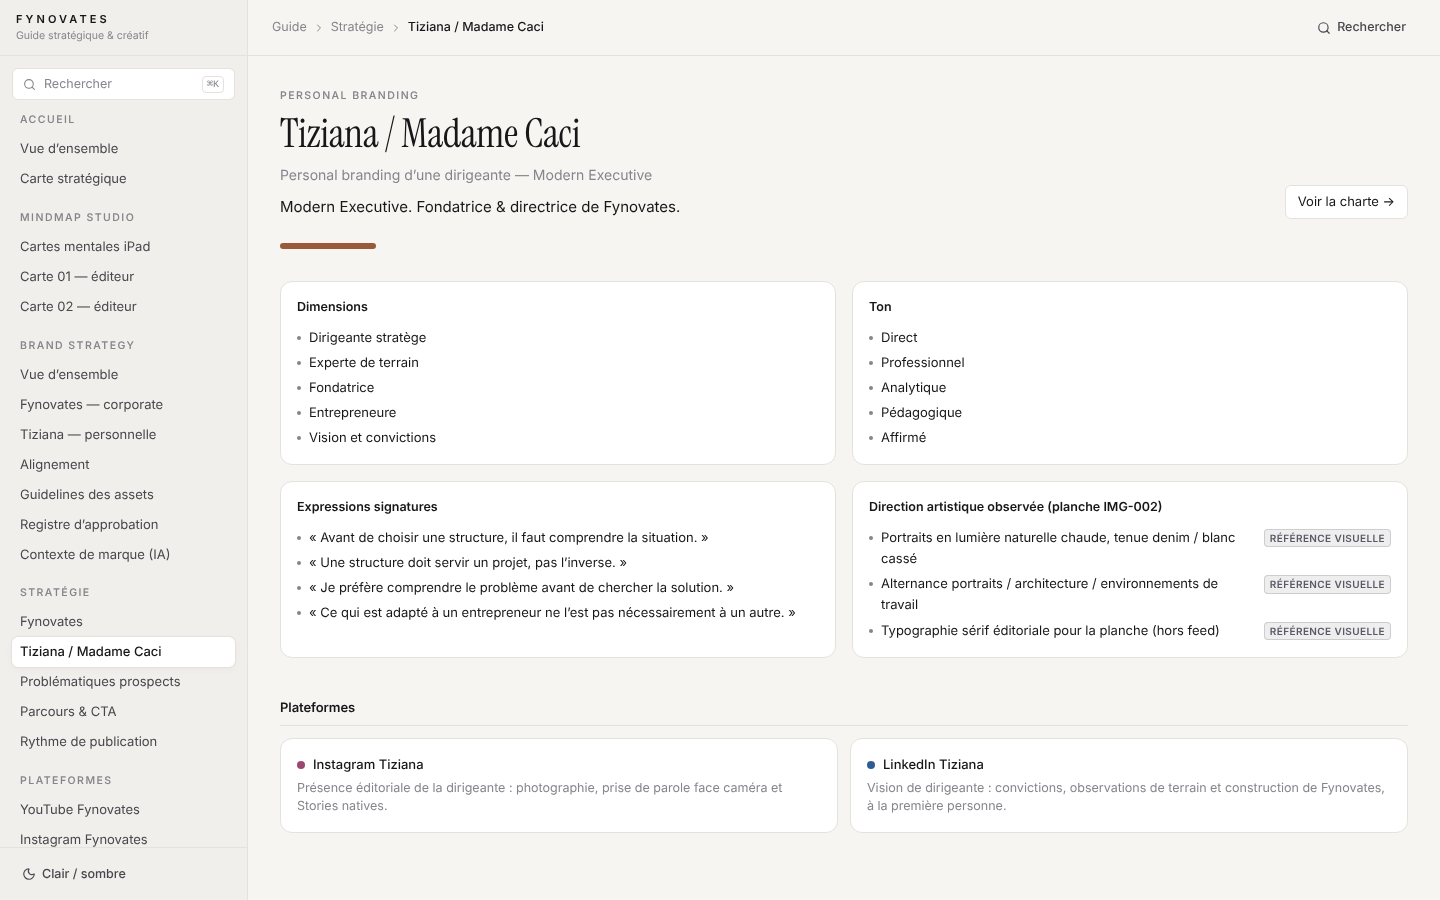 FYNOVATES
Guide stratégique & créatif
Rechercher
⌘K
ACCUEIL
Vue d’ensemble
Carte stratégique
MINDMAP STUDIO
Cartes mentales iPad
Carte 01 — éditeur
Carte 02 — éditeur
BRAND STRATEGY
Vue d’ensemble
Fynovates — corporate
Tiziana — personnelle
Alignement
Guidelines des assets
Registre d’approbation
Contexte de marque (IA)
STRATÉGIE
Fynovates
Tiziana / Madame Caci
Problématiques prospects
Parcours & CTA
Rythme de publication
PLATEFORMES
YouTube Fynovates
Instagram Fynovates
Clair / sombre
Guide > Stratégie > Tiziana / Madame Caci
Rechercher
PERSONAL BRANDING
Tiziana / Madame Caci
Personal branding d’une dirigeante — Modern Executive
Modern Executive. Fondatrice & directrice de Fynovates.
Voir la charte →
Dimensions
• Dirigeante stratège
• Experte de terrain
• Fondatrice
• Entrepreneure
• Vision et convictions
Ton
• Direct
• Professionnel
• Analytique
• Pédagogique
• Affirmé
Expressions signatures
• « Avant de choisir une structure, il faut comprendre la situation. »
• « Une structure doit servir un projet, pas l’inverse. »
• « Je préfère comprendre le problème avant de chercher la solution. »
• « Ce qui est adapté à un entrepreneur ne l’est pas nécessairement à un autre. »
Direction artistique observée (planche IMG-002)
• Portraits en lumière naturelle chaude, tenue denim / blanc
cassé
RÉFÉRENCE VISUELLE
• Alternance portraits / architecture / environnements de
travail
RÉFÉRENCE VISUELLE
• Typographie sérif éditoriale pour la planche (hors feed)
RÉFÉRENCE VISUELLE
Plateformes
Instagram Tiziana
Présence éditoriale de la dirigeante : photographie, prise de parole face caméra et
Stories natives.
LinkedIn Tiziana
Vision de dirigeante : convictions, observations de terrain et construction de Fynovates,
à la première personne.